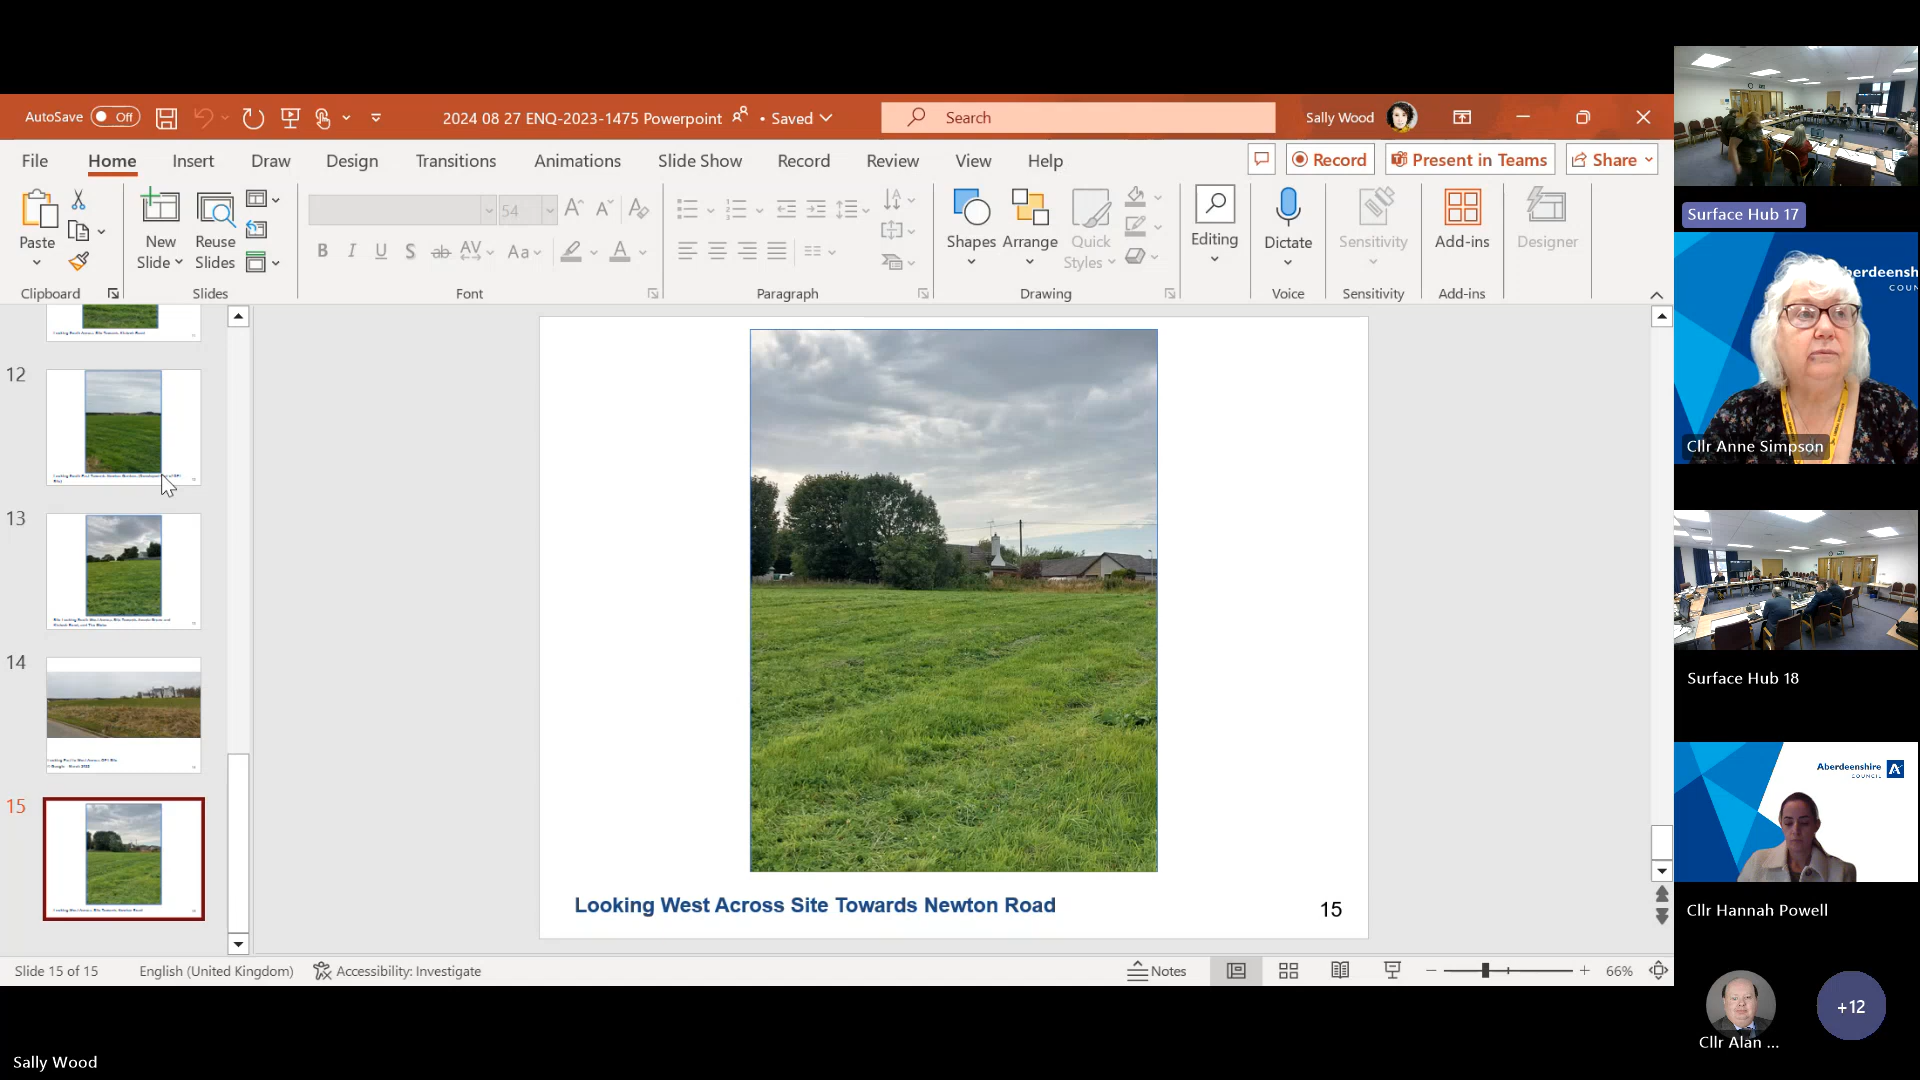 AutoSave Off
2024 08 27 ENQ-2023-1475 Powerpoint • Saved
Search
Sally Wood
File Home Insert Draw Design Transitions Animations Slide Show Record Review View Help
Record
Present in Teams
Share
Paste
New Slide
Reuse Slides
54
Shapes
Arrange
Quick Styles
Editing
Dictate
Sensitivity
Add-ins
Designer
Clipboard
Slides
Font
Paragraph
Drawing
Voice
Sensitivity
Add-ins
12
13
14
15
Looking West Across Site Towards Newton Road
15
Slide 15 of 15
English (United Kingdom)
Accessibility: Investigate
Notes
66%
Sally Wood
Surface Hub 17
Cllr Anne Simpson
Surface Hub 18
Aberdeenshire
COUNCIL
Cllr Hannah Powell
Cllr Alan ...
+12